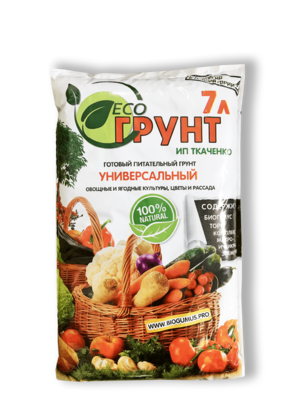 7л
ECO
ГРУНТ
ИП ТКАЧЕНКО
ГОТОВЫЙ ПИТАТЕЛЬНЫЙ ГРУНТ
УНИВЕРСАЛЬНЫЙ
ОВОЩНЫЕ И ЯГОДНЫЕ КУЛЬТУРЫ, ЦВЕТЫ И РАССАДА
100%
NATURAL
WWW.BIOGUMUS.PRO